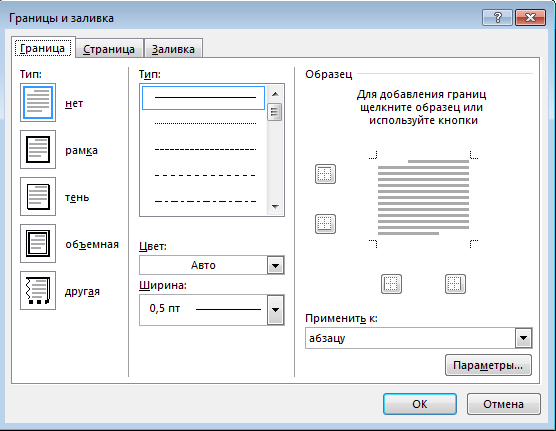 Границы и заливка
Граница
Страница
Заливка
Тип:
нет
рамка
тень
объемная
другая
Тип:
Цвет:
Авто
Ширина:
0,5 пт
Образец
Для добавления границ
щелкните образец или
используйте кнопки
Применить к:
абзацу
Параметры...
ОК
Отмена